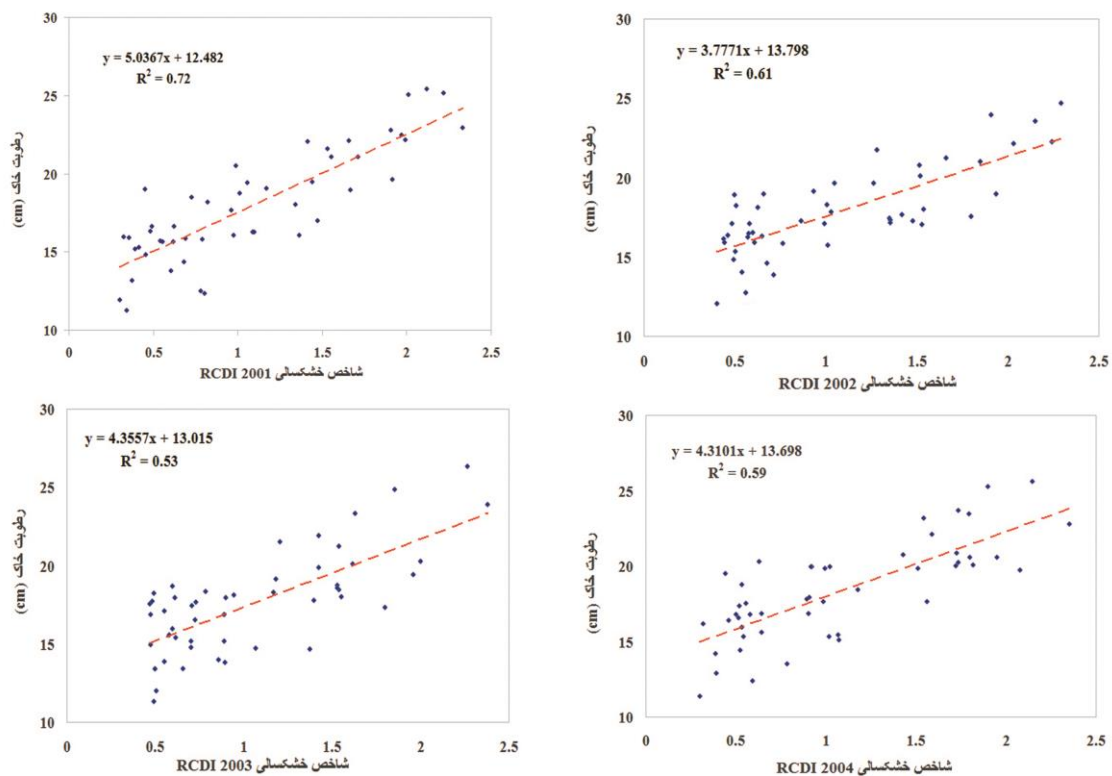 30
25
20
15
10
رطوبت خاک (cm)
y = 5.0367x + 12.482
R² = 0.72
0 0.5 1 1.5 2 2.5
شاخص خشکسالی RCDI 2001
30
25
20
15
10
رطوبت خاک (cm)
y = 3.7771x + 13.798
R² = 0.61
0 0.5 1 1.5 2 2.5
شاخص خشکسالی RCDI 2002
30
25
20
15
10
رطوبت خاک (cm)
y = 4.3557x + 13.015
R² = 0.53
0 0.5 1 1.5 2 2.5
شاخص خشکسالی RCDI 2003
30
25
20
15
10
رطوبت خاک (cm)
y = 4.3101x + 13.698
R² = 0.59
0 0.5 1 1.5 2 2.5
شاخص خشکسالی RCDI 2004